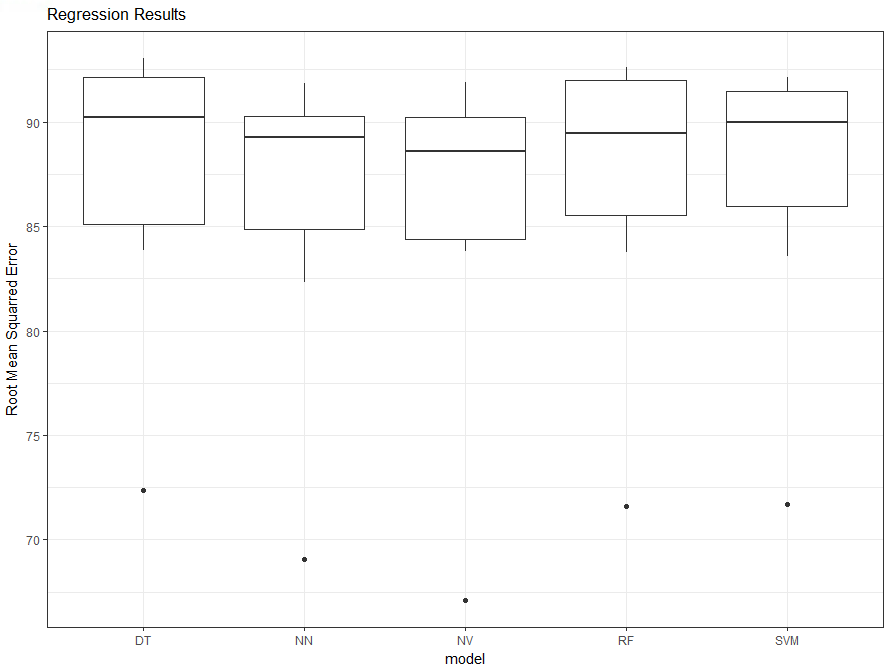 Regression Results
Root Mean Squarred Error
90
85
80
75
70
DT NN NV RF SVM
model